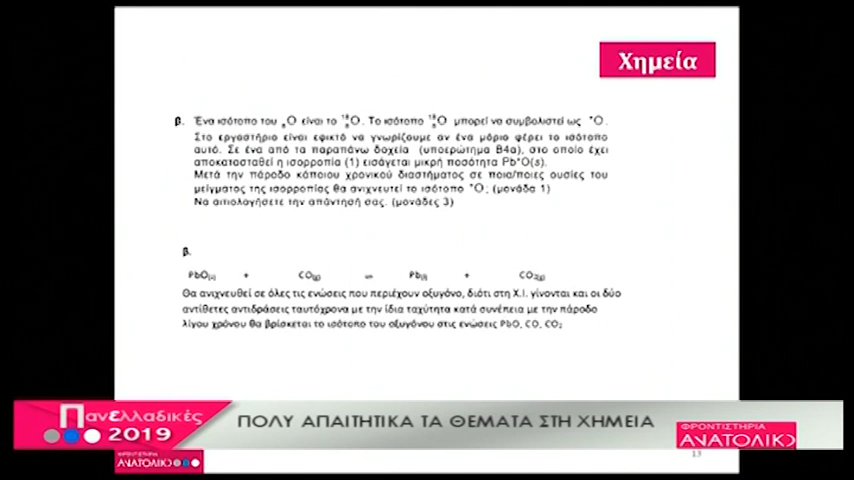 Χημεία
β. Ένα ισότοπο του ₈O είναι το ¹⁸₈O. Το ισότοπο ¹⁸₈O μπορεί να συμβολιστεί ως *O.
Στο εργαστήριο είναι εφικτό να γνωρίζουμε αν ένα μόριο φέρει το ισότοπο
αυτό. Σε ένα από τα παραπάνω δοχεία (υποερώτημα Β4α), στο οποίο έχει
αποκατασταθεί η ισορροπία (1) εισάγεται μικρή ποσότητα Pb*O(s).
Μετά την πάροδο κάποιου χρονικού διαστήματος σε ποια/ποιες ουσίες του
μείγματος της ισορροπίας θα ανιχνευτεί το ισότοπο *O; (μονάδα 1)
Να αιτιολογήσετε την απάντησή σας. (μονάδες 3)
β.
PbO(s) + CO(g) ⇌ Pb(l) + CO₂(g)
Θα ανιχνευθεί σε όλες τις ενώσεις που περιέχουν οξυγόνο, διότι στη Χ.Ι. γίνονται και οι δύο
αντίθετες αντιδράσεις ταυτόχρονα με την ίδια ταχύτητα κατά συνέπεια με την πάροδο
λίγου χρόνου θα βρίσκεται το ισότοπο του οξυγόνου στις ενώσεις PbO, CO, CO₂
Πανελλαδικές
2019
ΠΟΛΥ ΑΠΑΙΤΗΤΙΚΑ ΤΑ ΘΕΜΑΤΑ ΣΤΗ ΧΗΜΕΙΑ
ΦΡΟΝΤΙΣΤΗΡΙΑ
ΑΝΑΤΟΛΙΚΟ
ΦΡΟΝΤΙΣΤΗΡΙΑ
ΑΝΑΤΟΛΙΚΟ
13